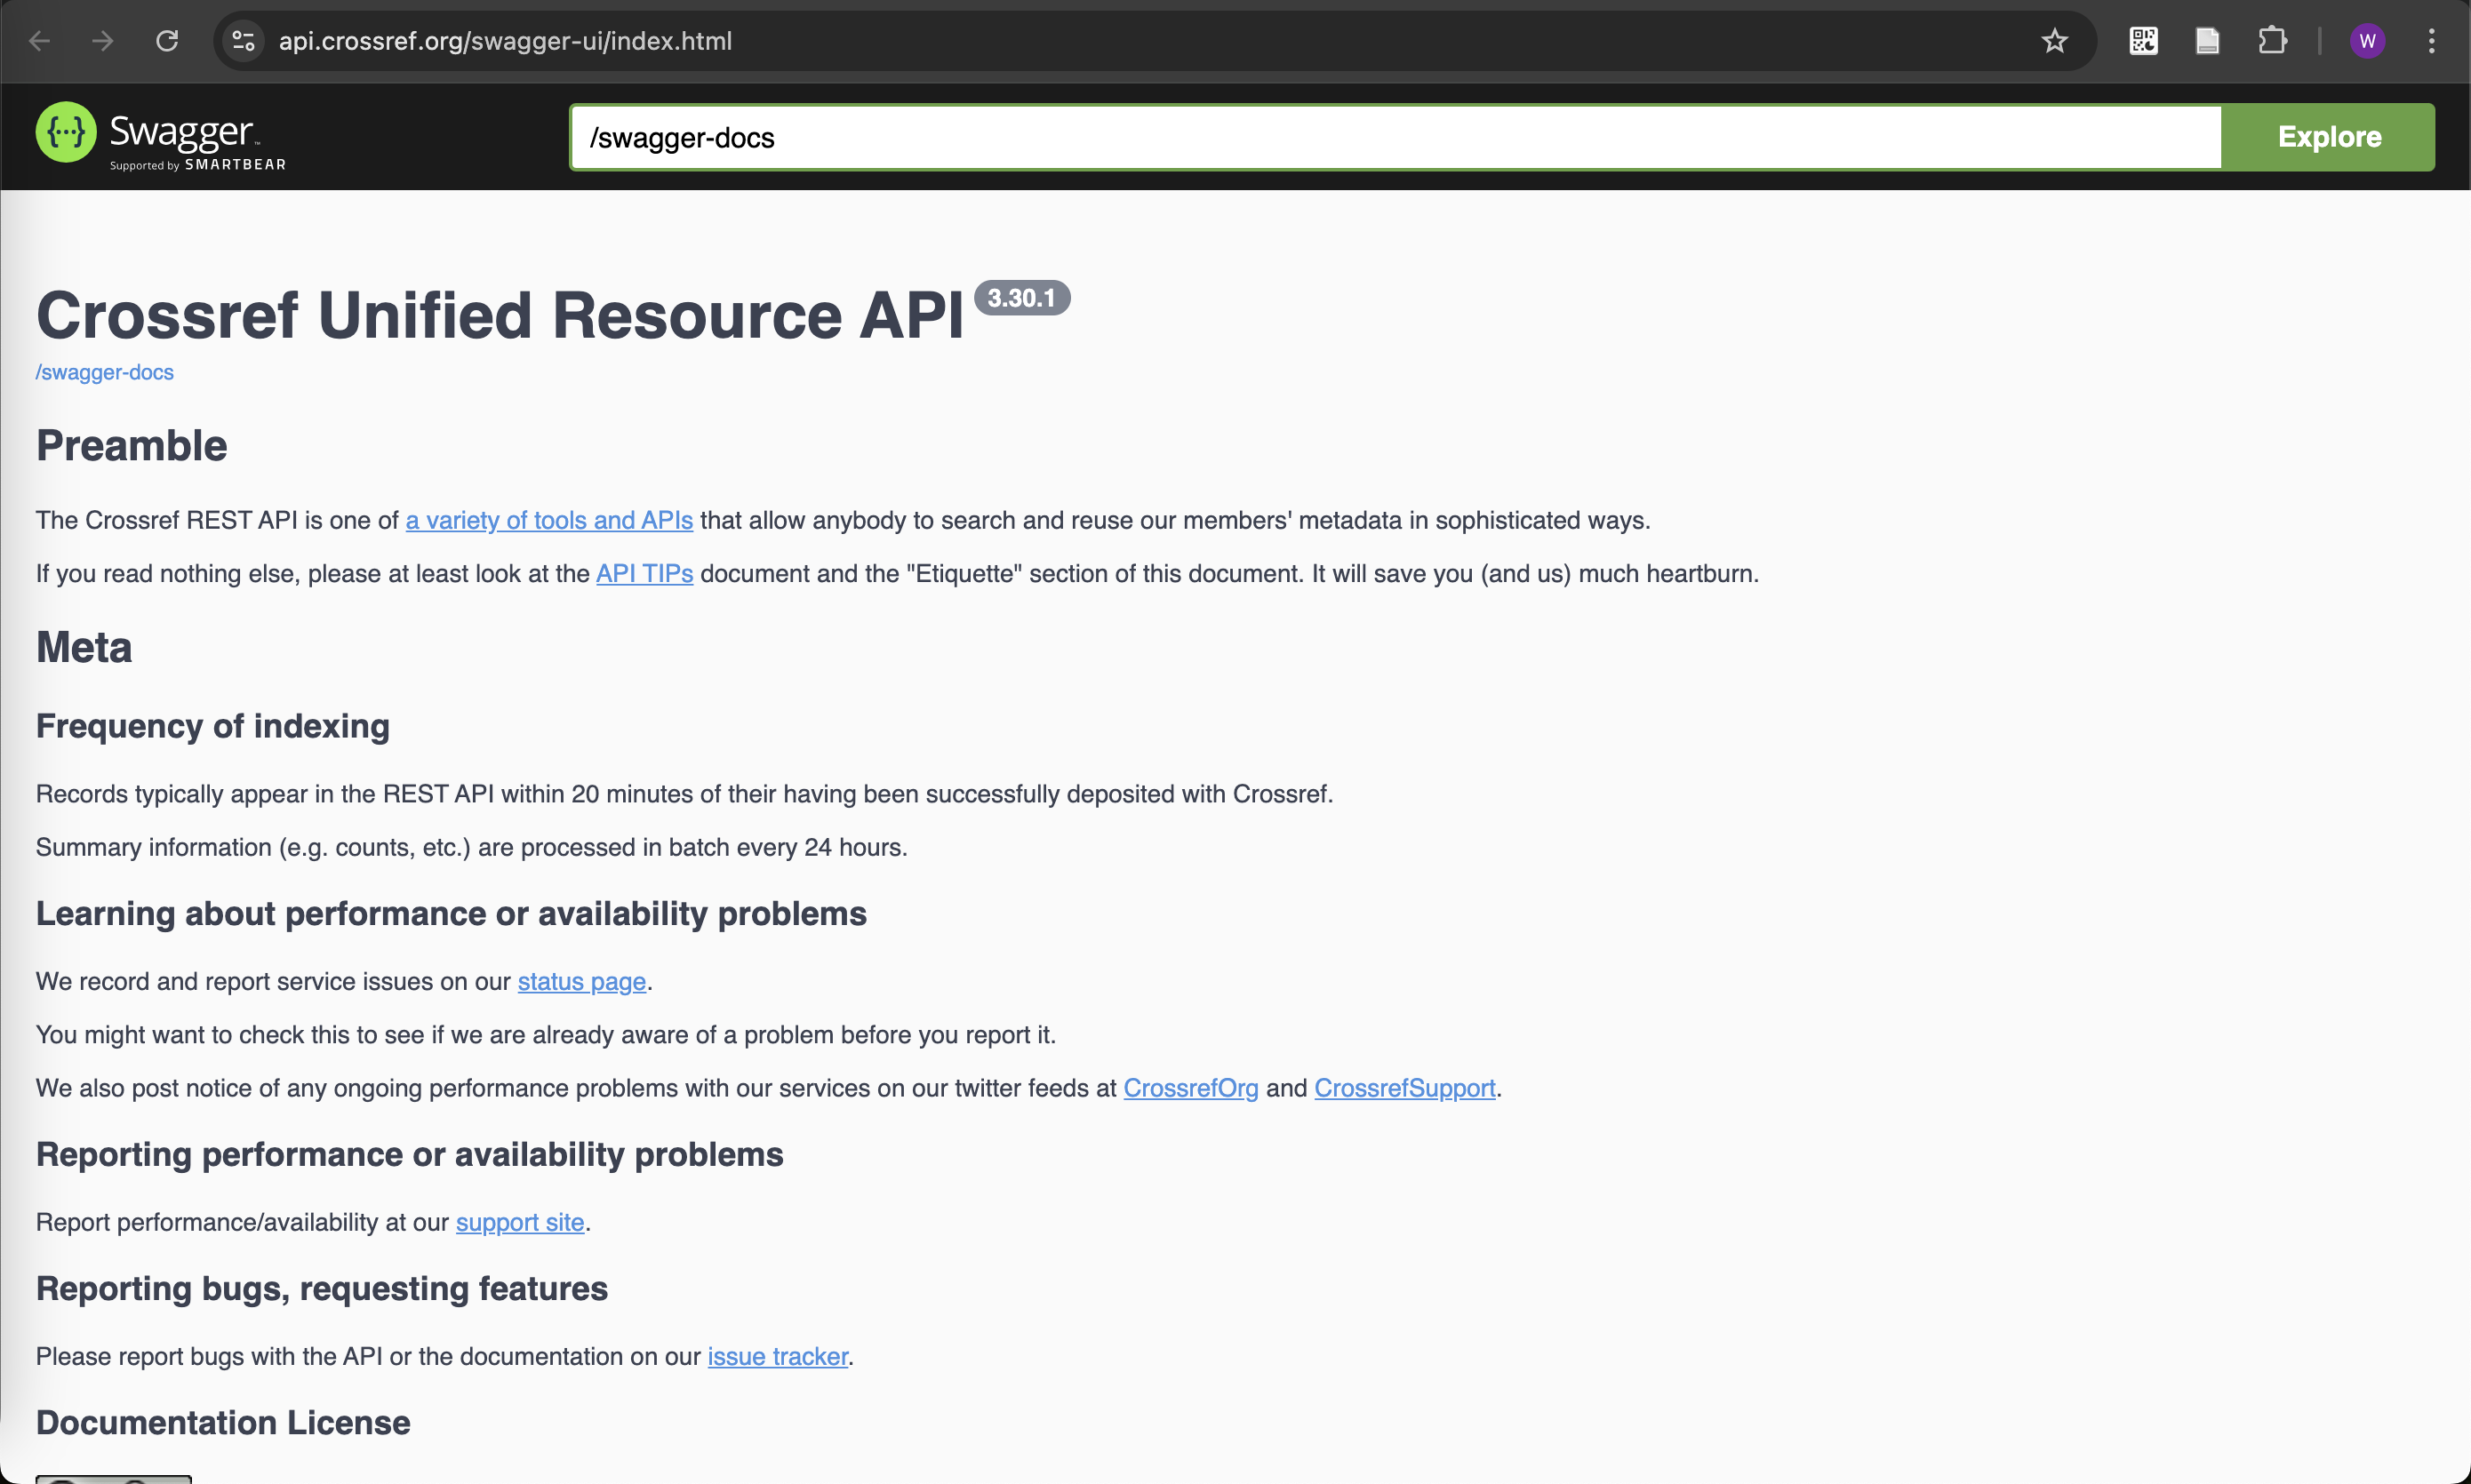 api.crossref.org/swagger-ui/index.html
W
{···} Swagger™
Supported by SMARTBEAR
/swagger-docs
Explore
Crossref Unified Resource API 3.30.1
/swagger-docs
Preamble
The Crossref REST API is one of a variety of tools and APIs that allow anybody to search and reuse our members' metadata in sophisticated ways.
If you read nothing else, please at least look at the API TIPs document and the "Etiquette" section of this document. It will save you (and us) much heartburn.
Meta
Frequency of indexing
Records typically appear in the REST API within 20 minutes of their having been successfully deposited with Crossref.
Summary information (e.g. counts, etc.) are processed in batch every 24 hours.
Learning about performance or availability problems
We record and report service issues on our status page.
You might want to check this to see if we are already aware of a problem before you report it.
We also post notice of any ongoing performance problems with our services on our twitter feeds at CrossrefOrg and CrossrefSupport.
Reporting performance or availability problems
Report performance/availability at our support site.
Reporting bugs, requesting features
Please report bugs with the API or the documentation on our issue tracker.
Documentation License